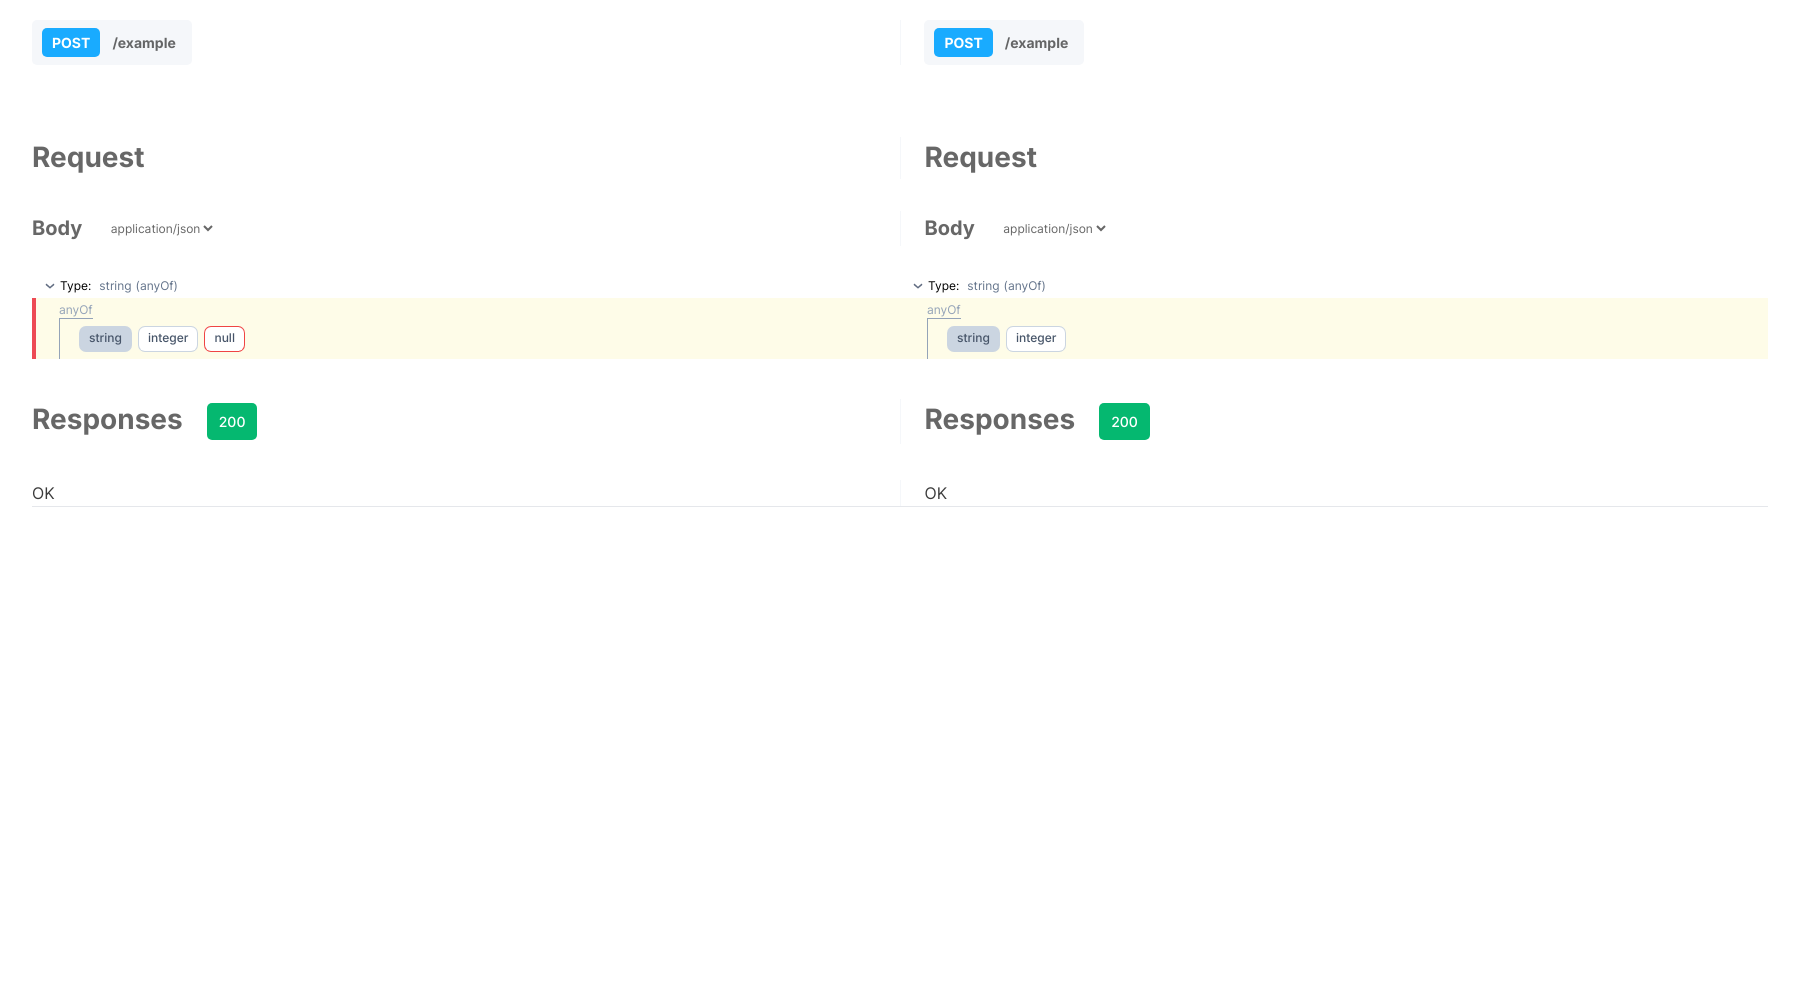 POST /example POST /example
Request Request
Body application/json Body application/json
Type: string (anyOf) Type: string (anyOf)
anyOf anyOf
string integer null string integer
Responses 200 Responses 200
OK OK